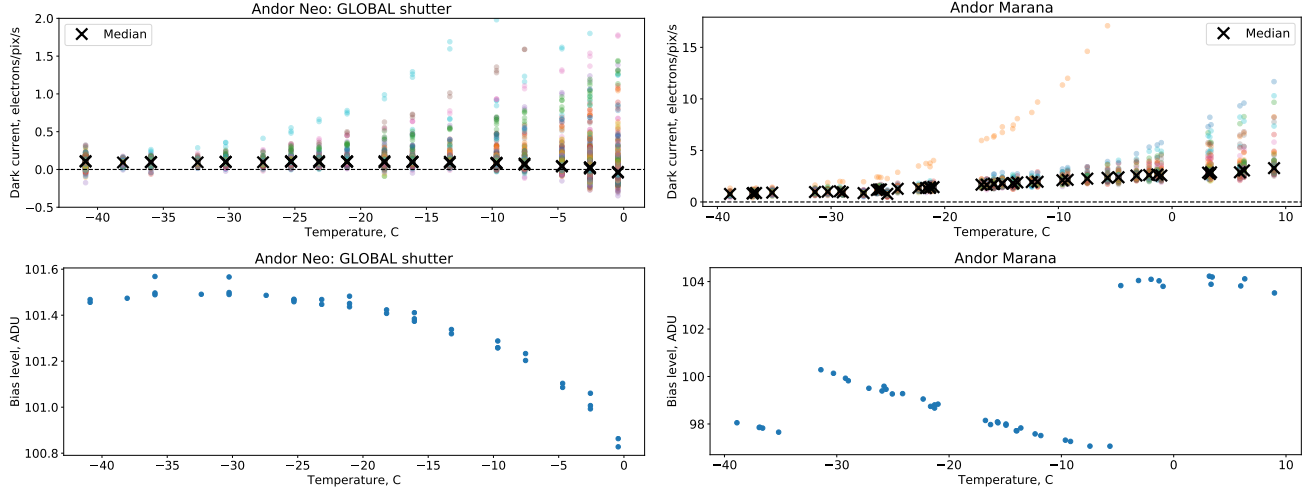 Andor Neo: GLOBAL shutter
Dark current, electrons/pix/s
2.0
1.5
1.0
0.5
0.0
−0.5
Median
−40 −35 −30 −25 −20 −15 −10 −5 0
Temperature, C
Andor Marana
Dark current, electrons/pix/s
15
10
5
0
Median
−40 −30 −20 −10 0 10
Temperature, C
Andor Neo: GLOBAL shutter
Bias level, ADU
101.6
101.4
101.2
101.0
100.8
−40 −35 −30 −25 −20 −15 −10 −5 0
Temperature, C
Andor Marana
Bias level, ADU
104
102
100
98
−40 −30 −20 −10 0 10
Temperature, C